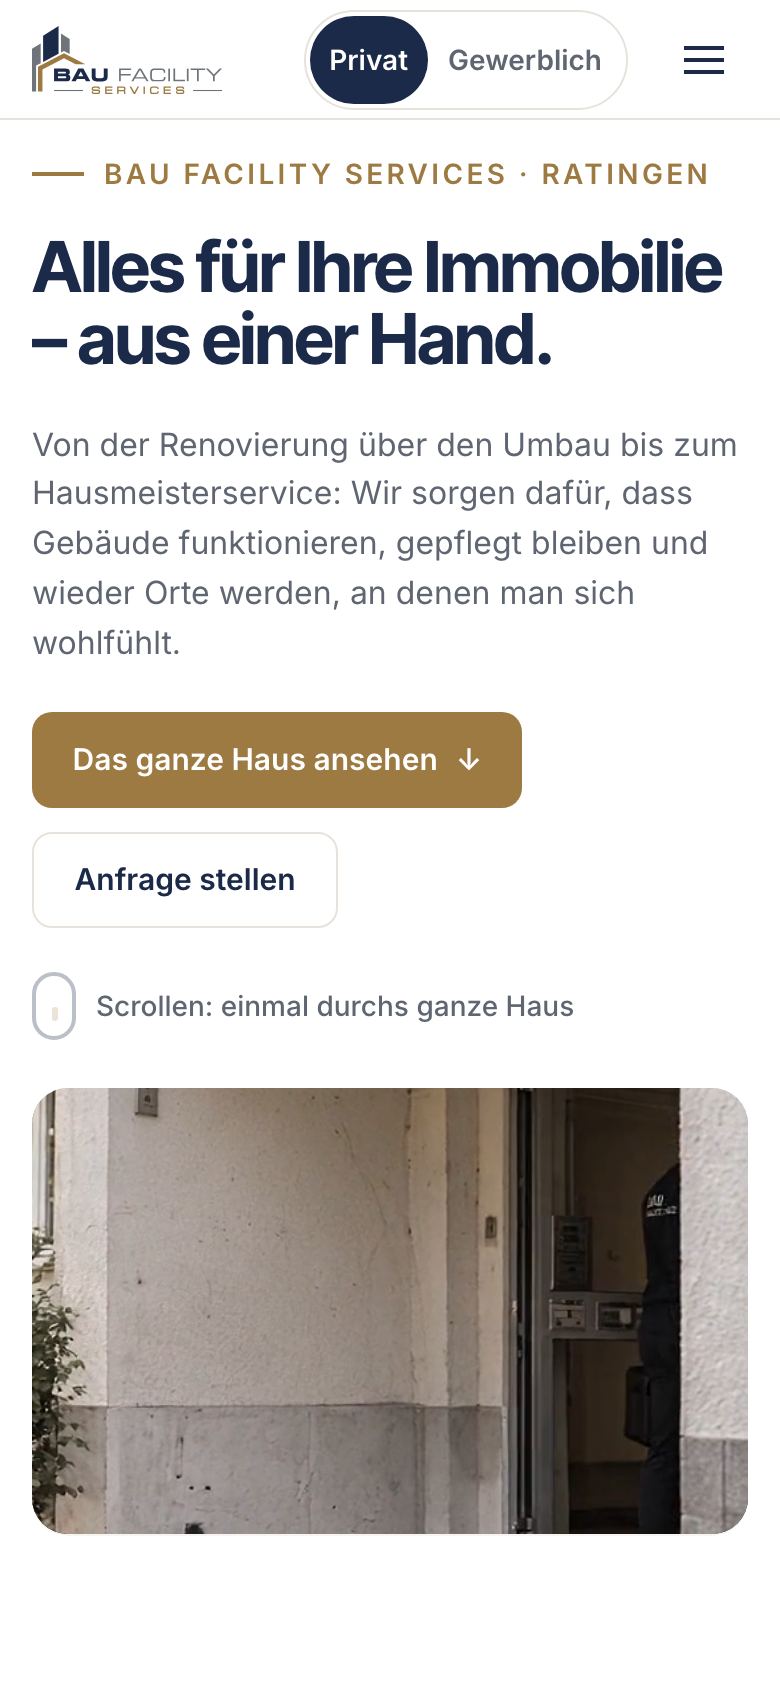 BAU FACILITY
SERVICES
Privat
Gewerblich
BAU FACILITY SERVICES · RATINGEN
Alles für Ihre Immobilie
– aus einer Hand.
Von der Renovierung über den Umbau bis zum
Hausmeisterservice: Wir sorgen dafür, dass
Gebäude funktionieren, gepflegt bleiben und
wieder Orte werden, an denen man sich
wohlfühlt.
Das ganze Haus ansehen ↓
Anfrage stellen
Scrollen: einmal durchs ganze Haus